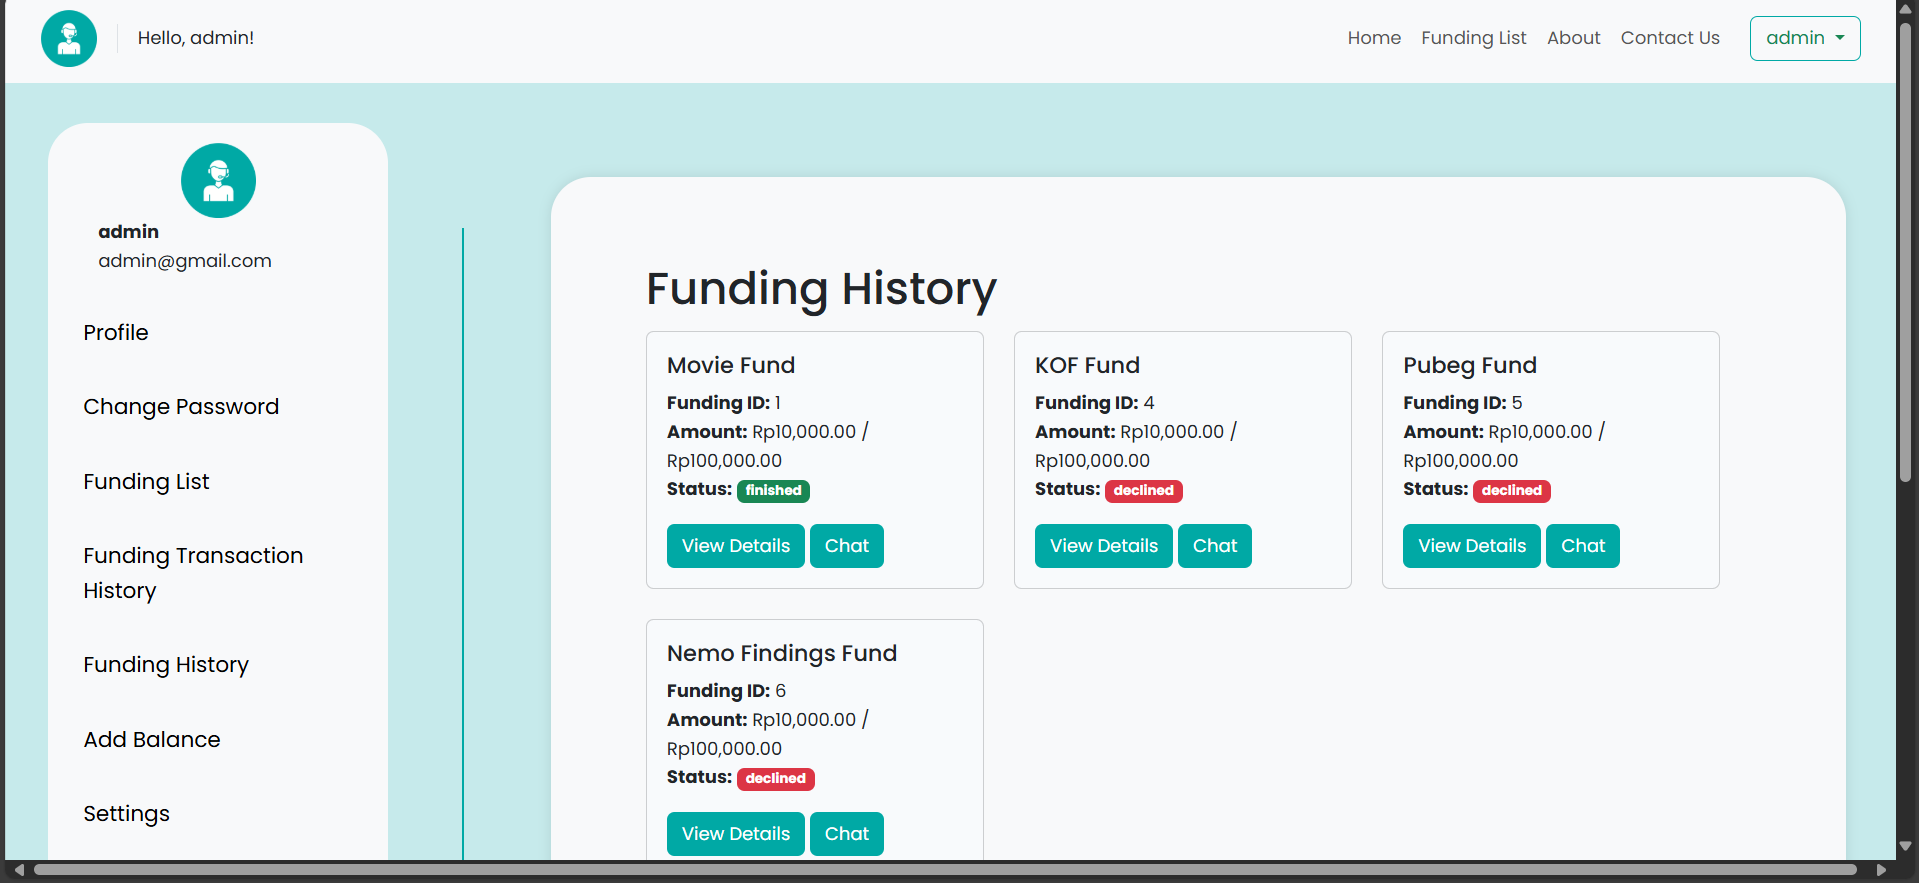 Hello, admin!
Home
Funding List
About
Contact Us
admin
admin
admin@gmail.com
Profile
Change Password
Funding List
Funding Transaction
History
Funding History
Add Balance
Settings
Funding History
Movie Fund
Funding ID: 1
Amount: Rp10,000.00 /
Rp100,000.00
Status: finished
View Details
Chat
KOF Fund
Funding ID: 4
Amount: Rp10,000.00 /
Rp100,000.00
Status: declined
View Details
Chat
Pubeg Fund
Funding ID: 5
Amount: Rp10,000.00 /
Rp100,000.00
Status: declined
View Details
Chat
Nemo Findings Fund
Funding ID: 6
Amount: Rp10,000.00 /
Rp100,000.00
Status: declined
View Details
Chat